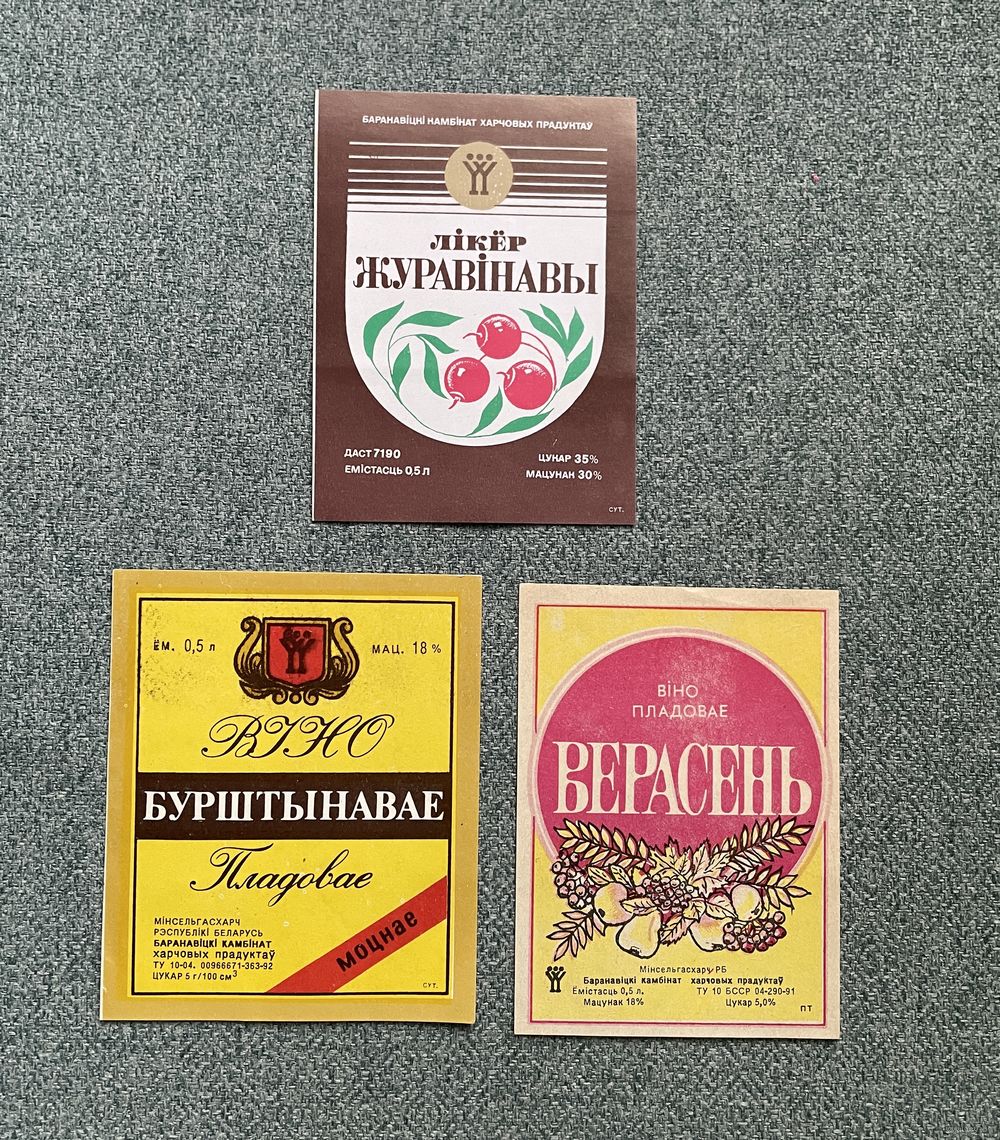 БАРАНАВІЦКІ КАМБІНАТ ХАРЧОВЫХ ПРАДУКТАЎ
ЛІКЁР
ЖУРАВІНАВЫ
ДАСТ 7190
ЕМІСТАСЦЬ 0,5 Л
ЦУКАР 35%
МАЦУНАК 30%
СУТ.
ЁМ. 0,5 л
МАЦ. 18 %
ВІНО
БУРШТЫНАВАЕ
Пладовае
моцнае
МІНСЕЛЬГАСХАРЧ
РЭСПУБЛІКІ БЕЛАРУСЬ
БАРАНАВІЦКІ КАМБІНАТ
харчовых прадуктаў
ТУ 10-04. 00966671-363-92
ЦУКАР 5 г/100 см³
СУТ.
ВІНО
ПЛАДОВАЕ
ВЕРАСЕНЬ
Мінсельгасхарч РБ
Баранавіцкі камбінат харчовых прадуктаў
Ёмістасць 0,5 л. ТУ 10 БССР 04-290-91
Мацунак 18% Цукар 5,0%
ПТ